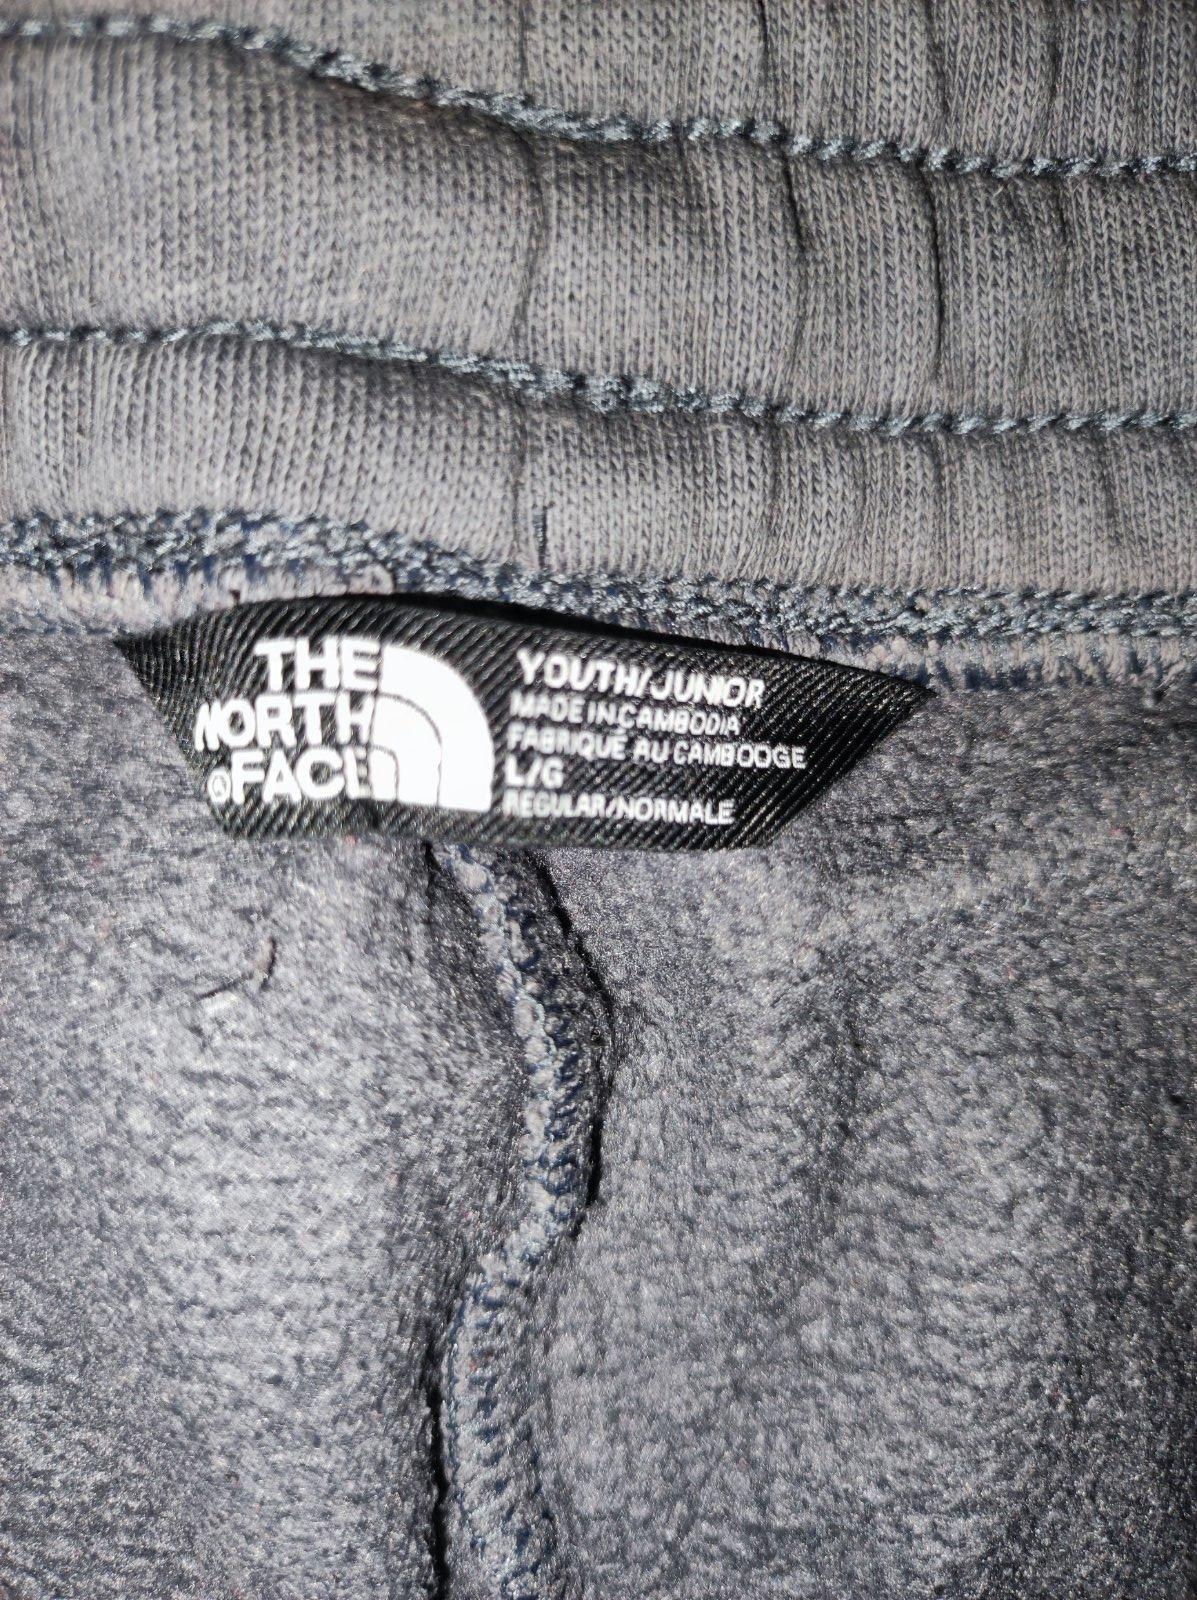 THE
NORTH
FACE
YOUTH/JUNIOR
MADE IN CAMBODIA
FABRIQUÉ AU CAMBODGE
L/G
REGULAR/NORMALE